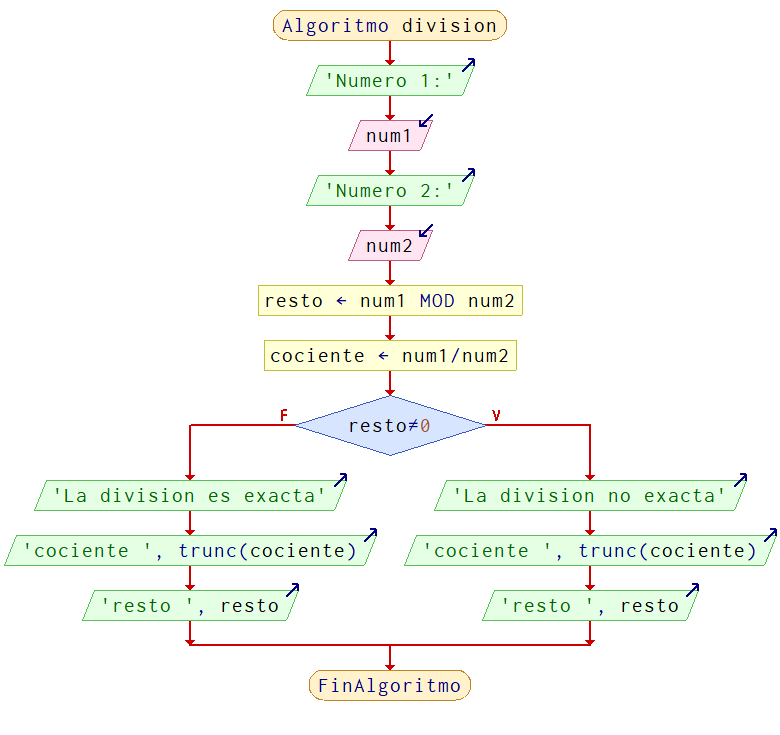 Algoritmo division
'Numero 1:'
num1
'Numero 2:'
num2
resto ← num1 MOD num2
cociente ← num1/num2
F
V
resto≠0
'La division es exacta'
'La division no exacta'
'cociente ', trunc(cociente)
'cociente ', trunc(cociente)
'resto ', resto
'resto ', resto
FinAlgoritmo